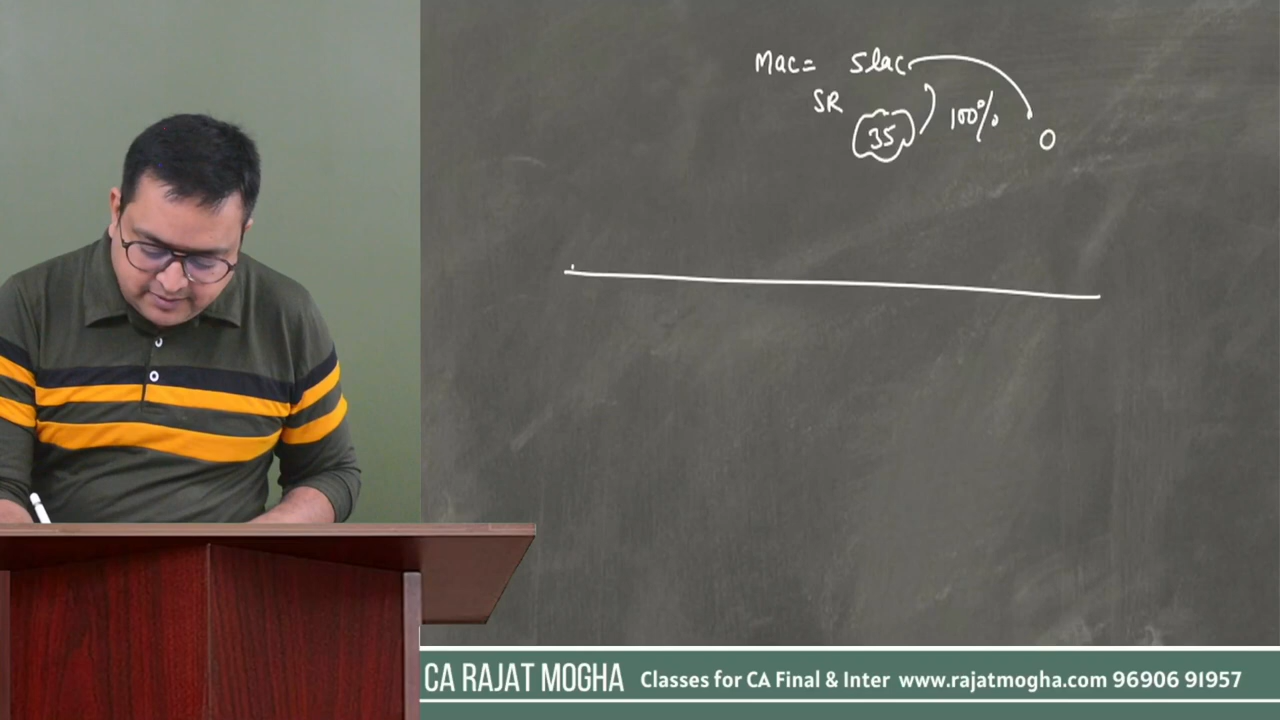 Mac= 5lac
SR
35 100% 0
CA RAJAT MOGHA Classes for CA Final & Inter www.rajatmogha.com 96906 91957